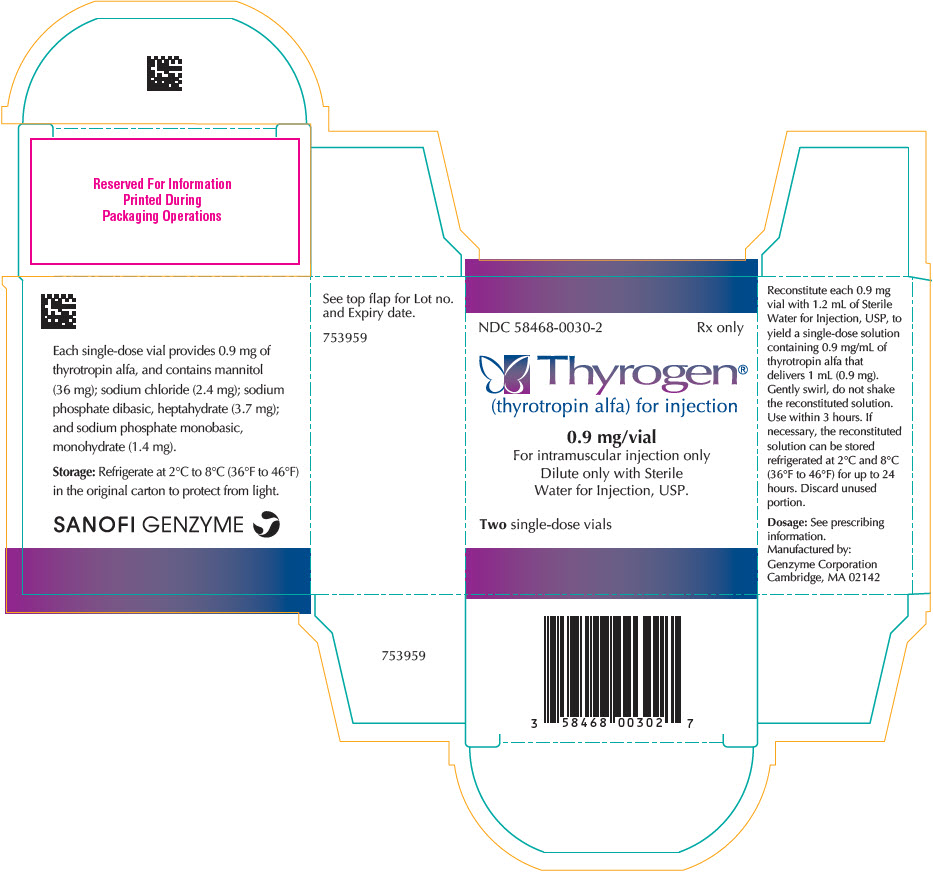 Reserved For Information
Printed During
Packaging Operations
Each single-dose vial provides 0.9 mg of
thyrotropin alfa, and contains mannitol
(36 mg); sodium chloride (2.4 mg); sodium
phosphate dibasic, heptahydrate (3.7 mg);
and sodium phosphate monobasic,
monohydrate (1.4 mg).
Storage: Refrigerate at 2°C to 8°C (36°F to 46°F)
in the original carton to protect from light.
SANOFI GENZYME
See top flap for Lot no.
and Expiry date.
753959
753959
NDC 58468-0030-2 Rx only
Thyrogen®
(thyrotropin alfa) for injection
0.9 mg/vial
For intramuscular injection only
Dilute only with Sterile
Water for Injection, USP.
Two single-dose vials
3 58468 00302 7
Reconstitute each 0.9 mg
vial with 1.2 mL of Sterile
Water for Injection, USP, to
yield a single-dose solution
containing 0.9 mg/mL of
thyrotropin alfa that
delivers 1 mL (0.9 mg).
Gently swirl, do not shake
the reconstituted solution.
Use within 3 hours. If
necessary, the reconstituted
solution can be stored
refrigerated at 2°C and 8°C
(36°F to 46°F) for up to 24
hours. Discard unused
portion.
Dosage: See prescribing
information.
Manufactured by:
Genzyme Corporation
Cambridge, MA 02142